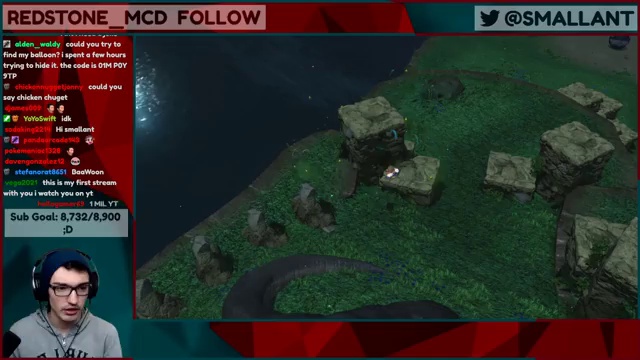 REDSTONE_MCD FOLLOW
@SMALLANT
alden_waldy could you try to
find my balloon? i spent a few hours
trying to hide it. the code is 01M P0Y
9TP
could you
say chicken chuget
YoYoSwift idk
Hi smallant
stefanorat8651 BaaWoon
this is my first stream
with you i watch you on yt
1 MIL YT
Sub Goal: 8,732/8,900
;D